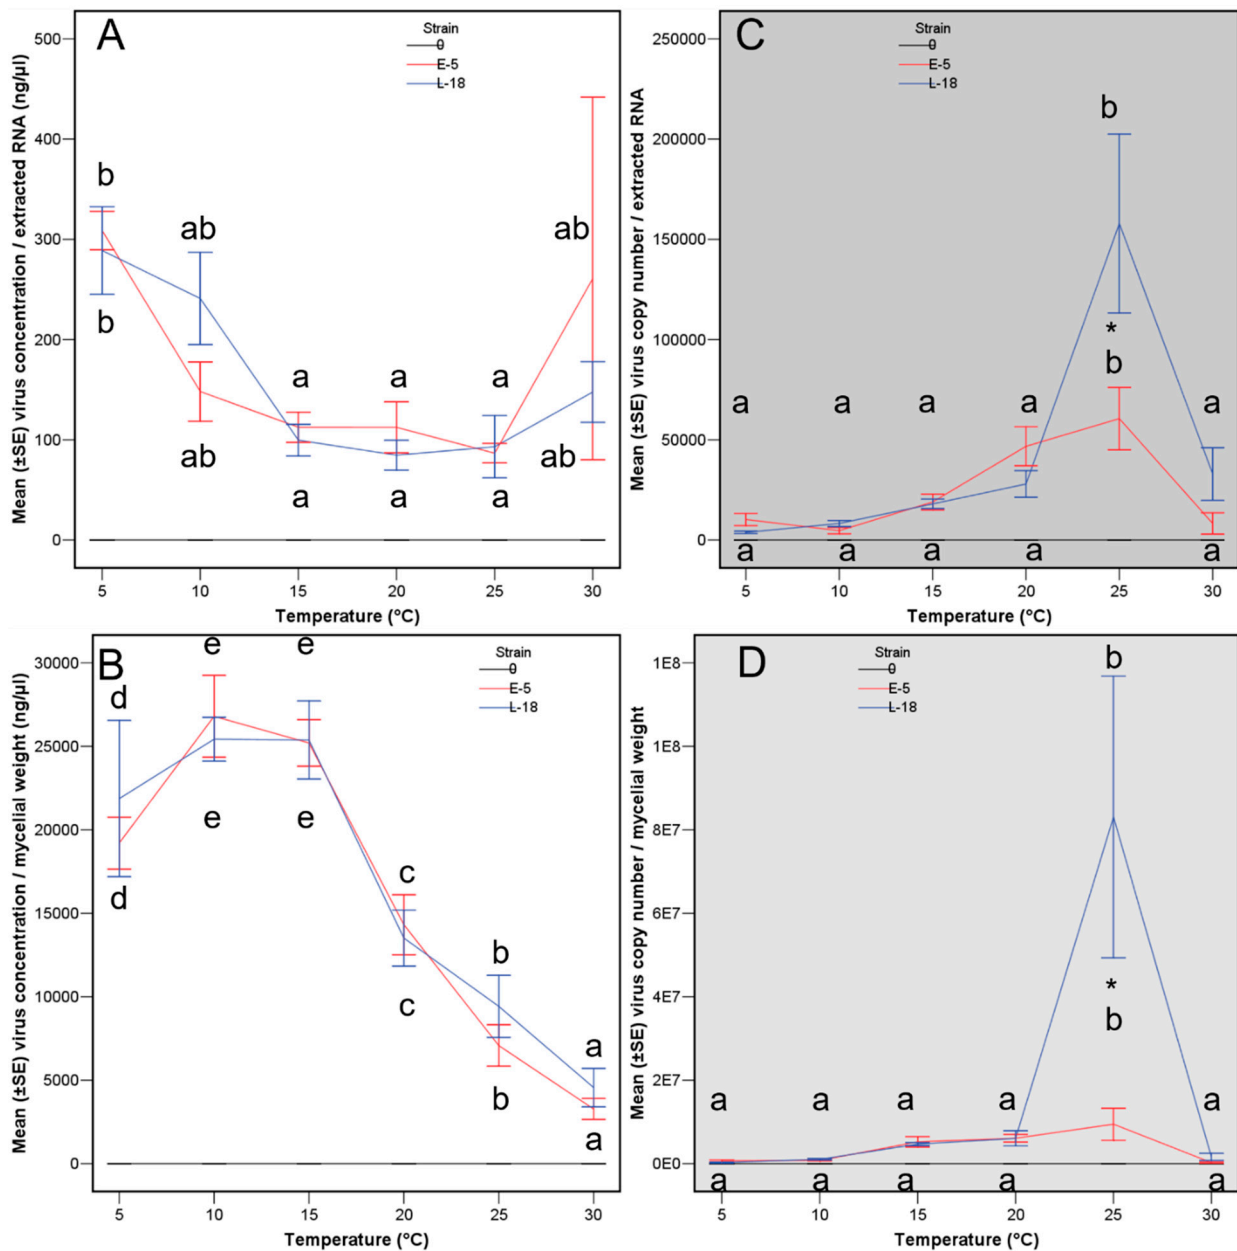 A
Strain
0
E-5
L-18
Mean (±SE) virus concentration / extracted RNA (ng/µl)
500
400
300
200
100
0
b
ab
ab
a
a
a
b
ab
ab
a
a
a
5
10
15
20
25
30
Temperature (°C)
C
Strain
0
E-5
L-18
Mean (±SE) virus copy number / extracted RNA
250000
200000
150000
100000
50000
0
b
*
b
a
a
a
a
a
a
a
a
a
a
5
10
15
20
25
30
Temperature (°C)
B
Strain
0
E-5
L-18
Mean (±SE) virus concentration / mycelial weight (ng/µl)
30000
25000
20000
15000
10000
5000
0
e
e
d
e
e
d
c
b
c
a
b
a
5
10
15
20
25
30
Temperature (°C)
D
Strain
0
E-5
L-18
Mean (±SE) virus copy number / mycelial weight
1E8
1E8
8E7
6E7
4E7
2E7
0E0
b
*
b
a
a
a
a
a
a
a
a
a
a
5
10
15
20
25
30
Temperature (°C)